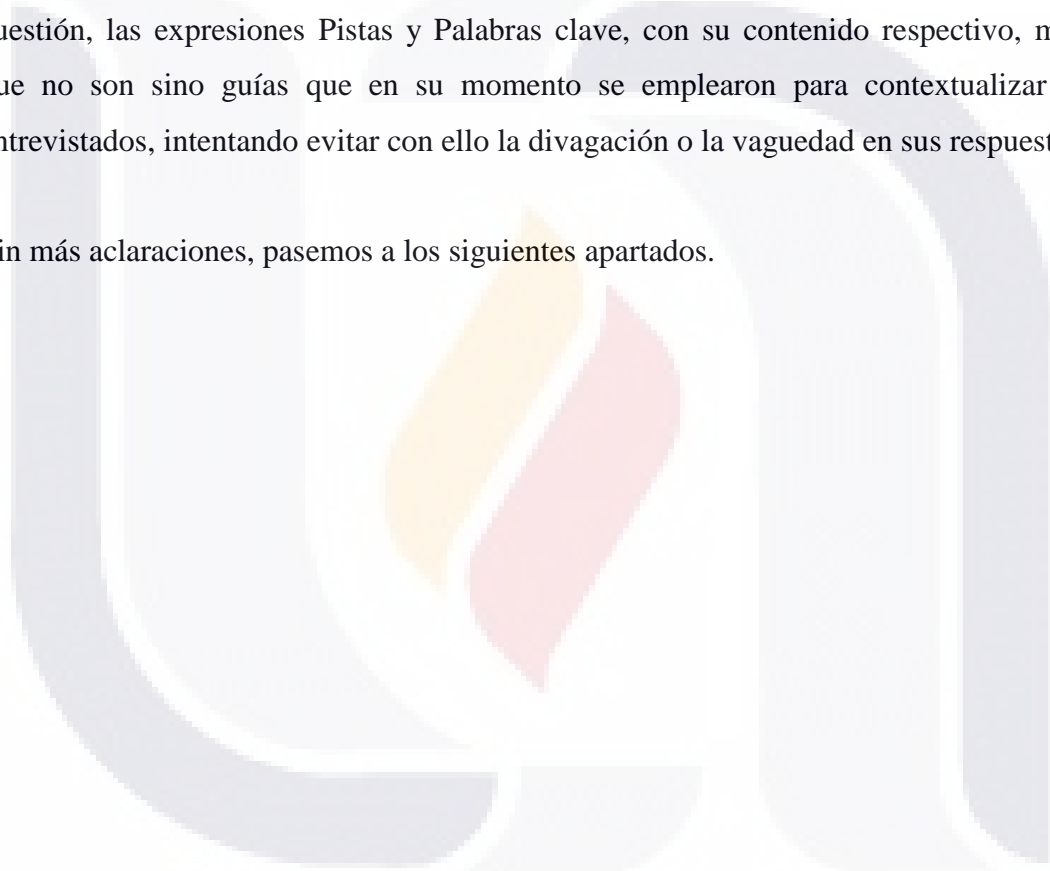 uestión, las expresiones Pistas y Palabras clave, con su contenido respectivo, m
ue no son sino guías que en su momento se emplearon para contextualizar
ntrevistados, intentando evitar con ello la divagación o la vaguedad en sus respuest
in más aclaraciones, pasemos a los siguientes apartados.